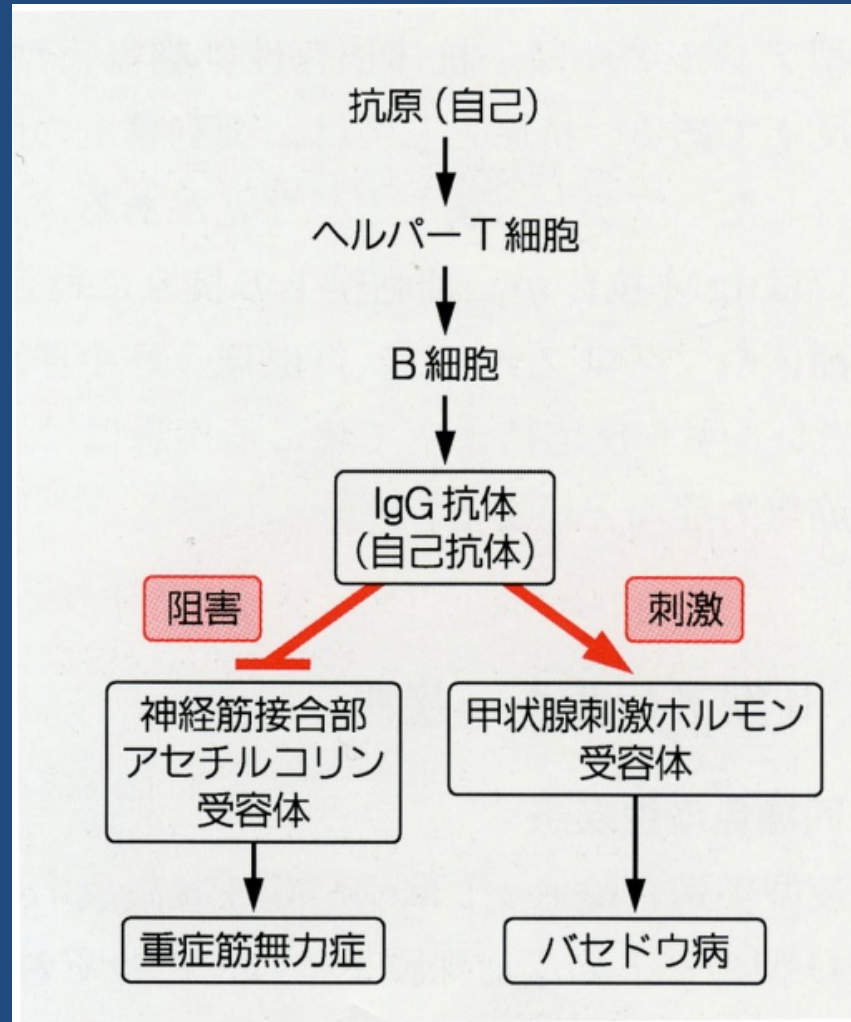 抗原(自己)
ヘルパーT細胞
B細胞
IgG抗体
(自己抗体)
阻害
刺激
神経筋接合部
アセチルコリン
受容体
甲状腺刺激ホルモン
受容体
重症筋無力症
バセドウ病